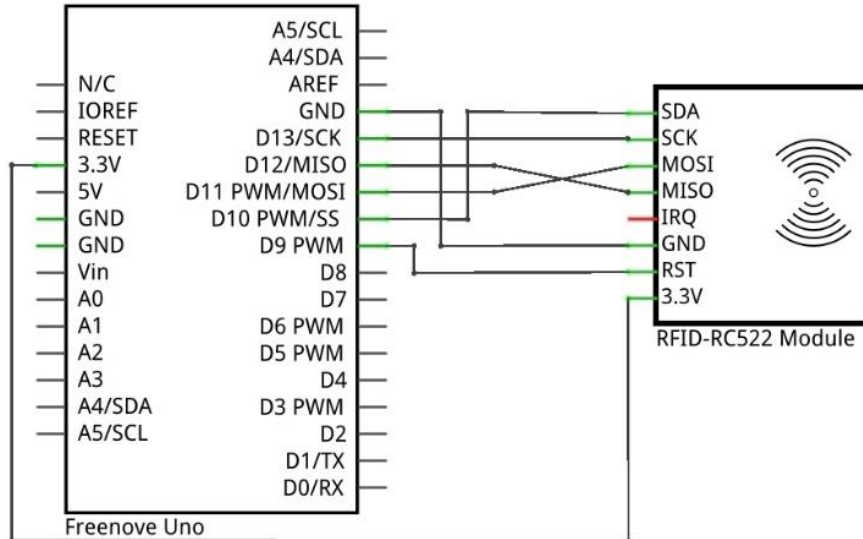 A5/SCL
A4/SDA
N/C
AREF
IOREF
GND
RESET
D13/SCK
3.3V
D12/MISO
5V
D11 PWM/MOSI
GND
D10 PWM/SS
GND
D9 PWM
Vin
D8
A0
D7
A1
D6 PWM
A2
D5 PWM
A3
D4
A4/SDA
D3 PWM
A5/SCL
D2
D1/TX
D0/RX
Freenove Uno
SDA
SCK
MOSI
MISO
IRQ
GND
RST
3.3V
RFID-RC522 Module